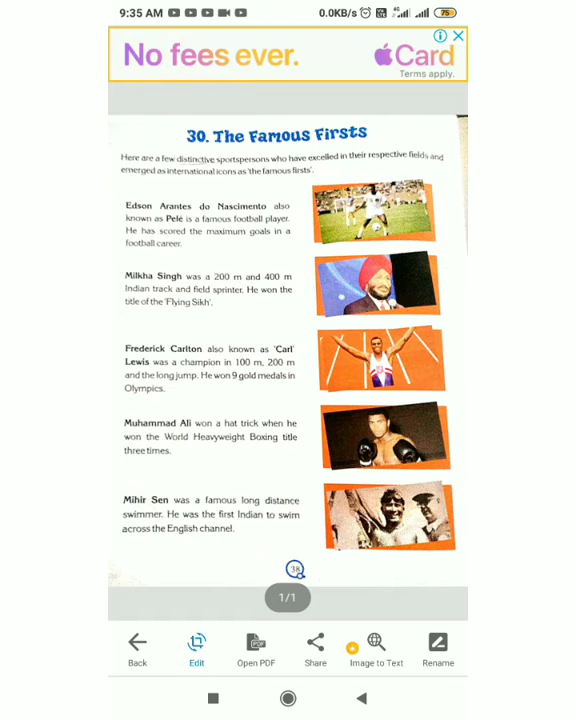 9:35 AM
0.0KB/s 4G 75
No fees ever.
Card
Terms apply.
30. The Famous Firsts
Here are a few distinctive sportspersons who have excelled in their respective fields and
emerged as international icons as 'the famous firsts'.
Edson Arantes do Nascimento also
known as Pelé is a famous football player.
He has scored the maximum goals in a
football career.
Milkha Singh was a 200 m and 400 m
Indian track and field sprinter. He won the
title of the 'Flying Sikh'.
Frederick Carlton also known as 'Carl'
Lewis was a champion in 100 m, 200 m
and the long jump. He won 9 gold medals in
Olympics.
Muhammad Ali won a hat trick when he
won the World Heavyweight Boxing title
three times.
Mihir Sen was a famous long distance
swimmer. He was the first Indian to swim
across the English channel.
38
1/1
Back
Edit
PDF
Open PDF
Share
Image to Text
Rename